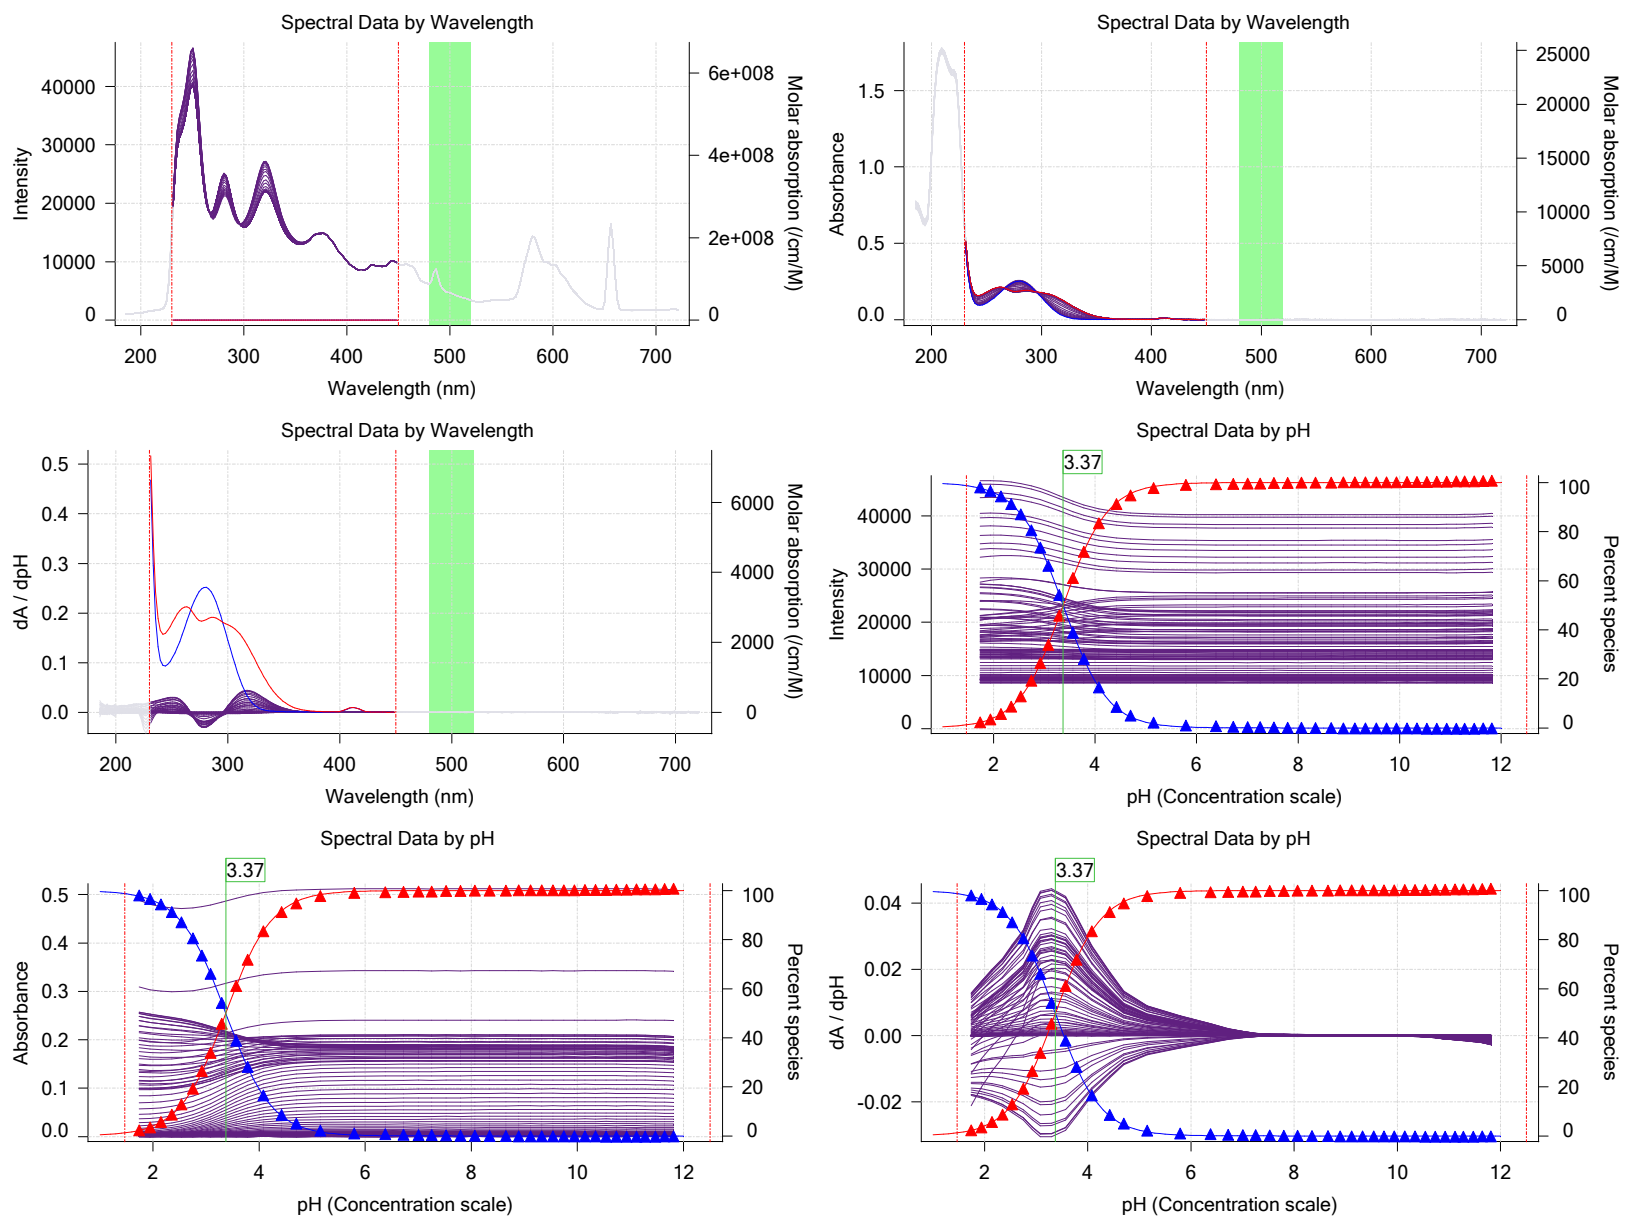 Spectral Data by Wavelength
Intensity
40000
30000
20000
10000
0
6e+008
4e+008
2e+008
0
Molar absorption (/cm/M)
200 300 400 500 600 700
Wavelength (nm)
Spectral Data by Wavelength
Absorbance
1.5
1.0
0.5
0.0
25000
20000
15000
10000
5000
0
Molar absorption (/cm/M)
200 300 400 500 600 700
Wavelength (nm)
Spectral Data by Wavelength
dA / dpH
0.5
0.4
0.3
0.2
0.1
0.0
6000
4000
2000
0
Molar absorption (/cm/M)
200 300 400 500 600 700
Wavelength (nm)
Spectral Data by pH
3.37
Intensity
40000
30000
20000
10000
0
100
80
60
40
20
0
Percent species
2 4 6 8 10 12
pH (Concentration scale)
Spectral Data by pH
3.37
Absorbance
0.5
0.4
0.3
0.2
0.1
0.0
100
80
60
40
20
0
Percent species
2 4 6 8 10 12
pH (Concentration scale)
Spectral Data by pH
3.37
dA / dpH
0.04
0.02
0.00
-0.02
100
80
60
40
20
0
Percent species
2 4 6 8 10 12
pH (Concentration scale)